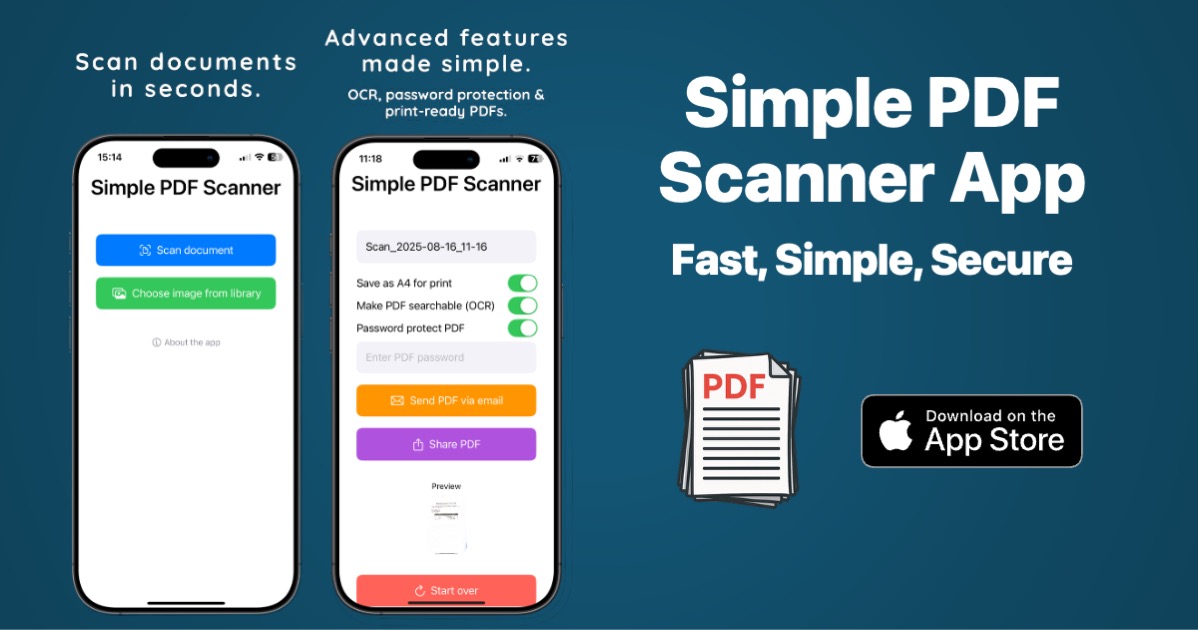 Scan documents
in seconds.
15:14
Simple PDF Scanner
Scan document
Choose image from library
About the app
Advanced features
made simple.
OCR, password protection &
print-ready PDFs.
11:18
Simple PDF Scanner
Scan_2025-08-16_11-16
Save as A4 for print
Make PDF searchable (OCR)
Password protect PDF
Enter PDF password
Send PDF via email
Share PDF
Preview
Start over
Simple PDF
Scanner App
Fast, Simple, Secure
PDF
Download on the
App Store